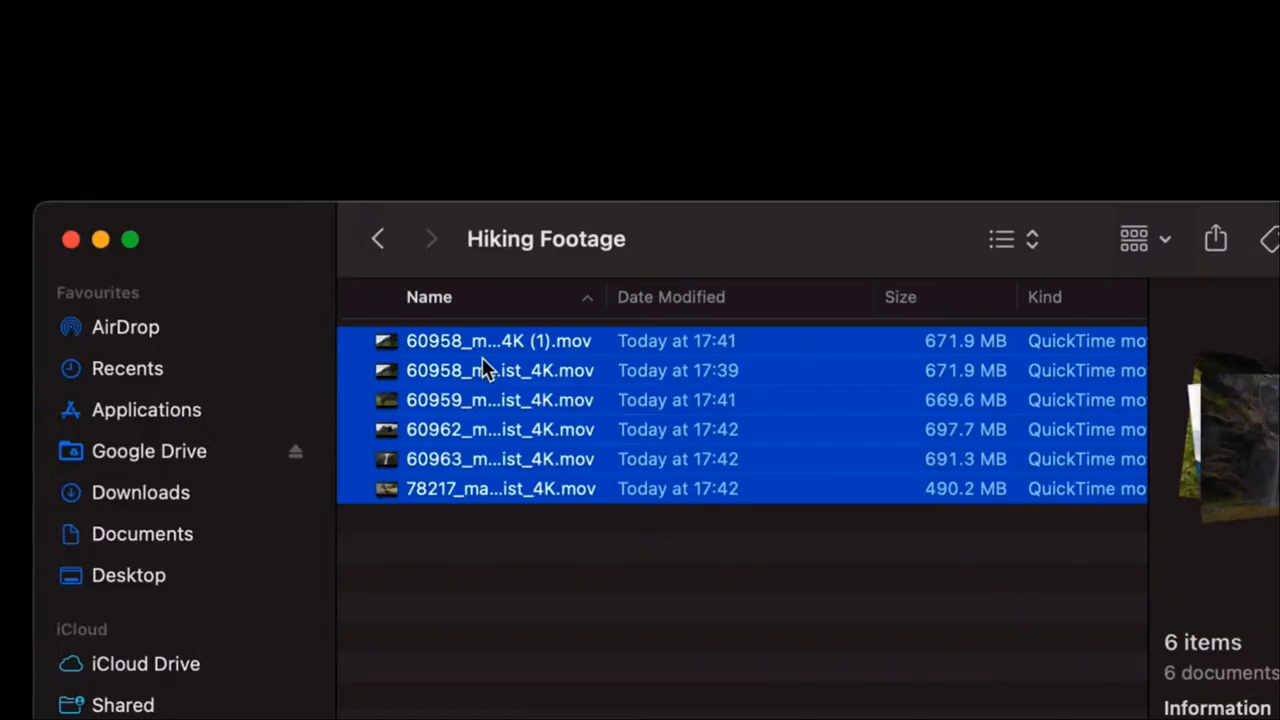 Hiking Footage
Favourites
AirDrop
Recents
Applications
Google Drive
Downloads
Documents
Desktop
iCloud
iCloud Drive
Shared
Name Date Modified Size Kind
60958_m...4K (1).mov Today at 17:41 671.9 MB QuickTime mo
60958_m...ist_4K.mov Today at 17:39 671.9 MB QuickTime mo
60959_m...ist_4K.mov Today at 17:41 669.6 MB QuickTime mo
60962_m...ist_4K.mov Today at 17:42 697.7 MB QuickTime mo
60963_m...ist_4K.mov Today at 17:42 691.3 MB QuickTime mo
78217_ma...ist_4K.mov Today at 17:42 490.2 MB QuickTime mo
6 items
6 documents
Information